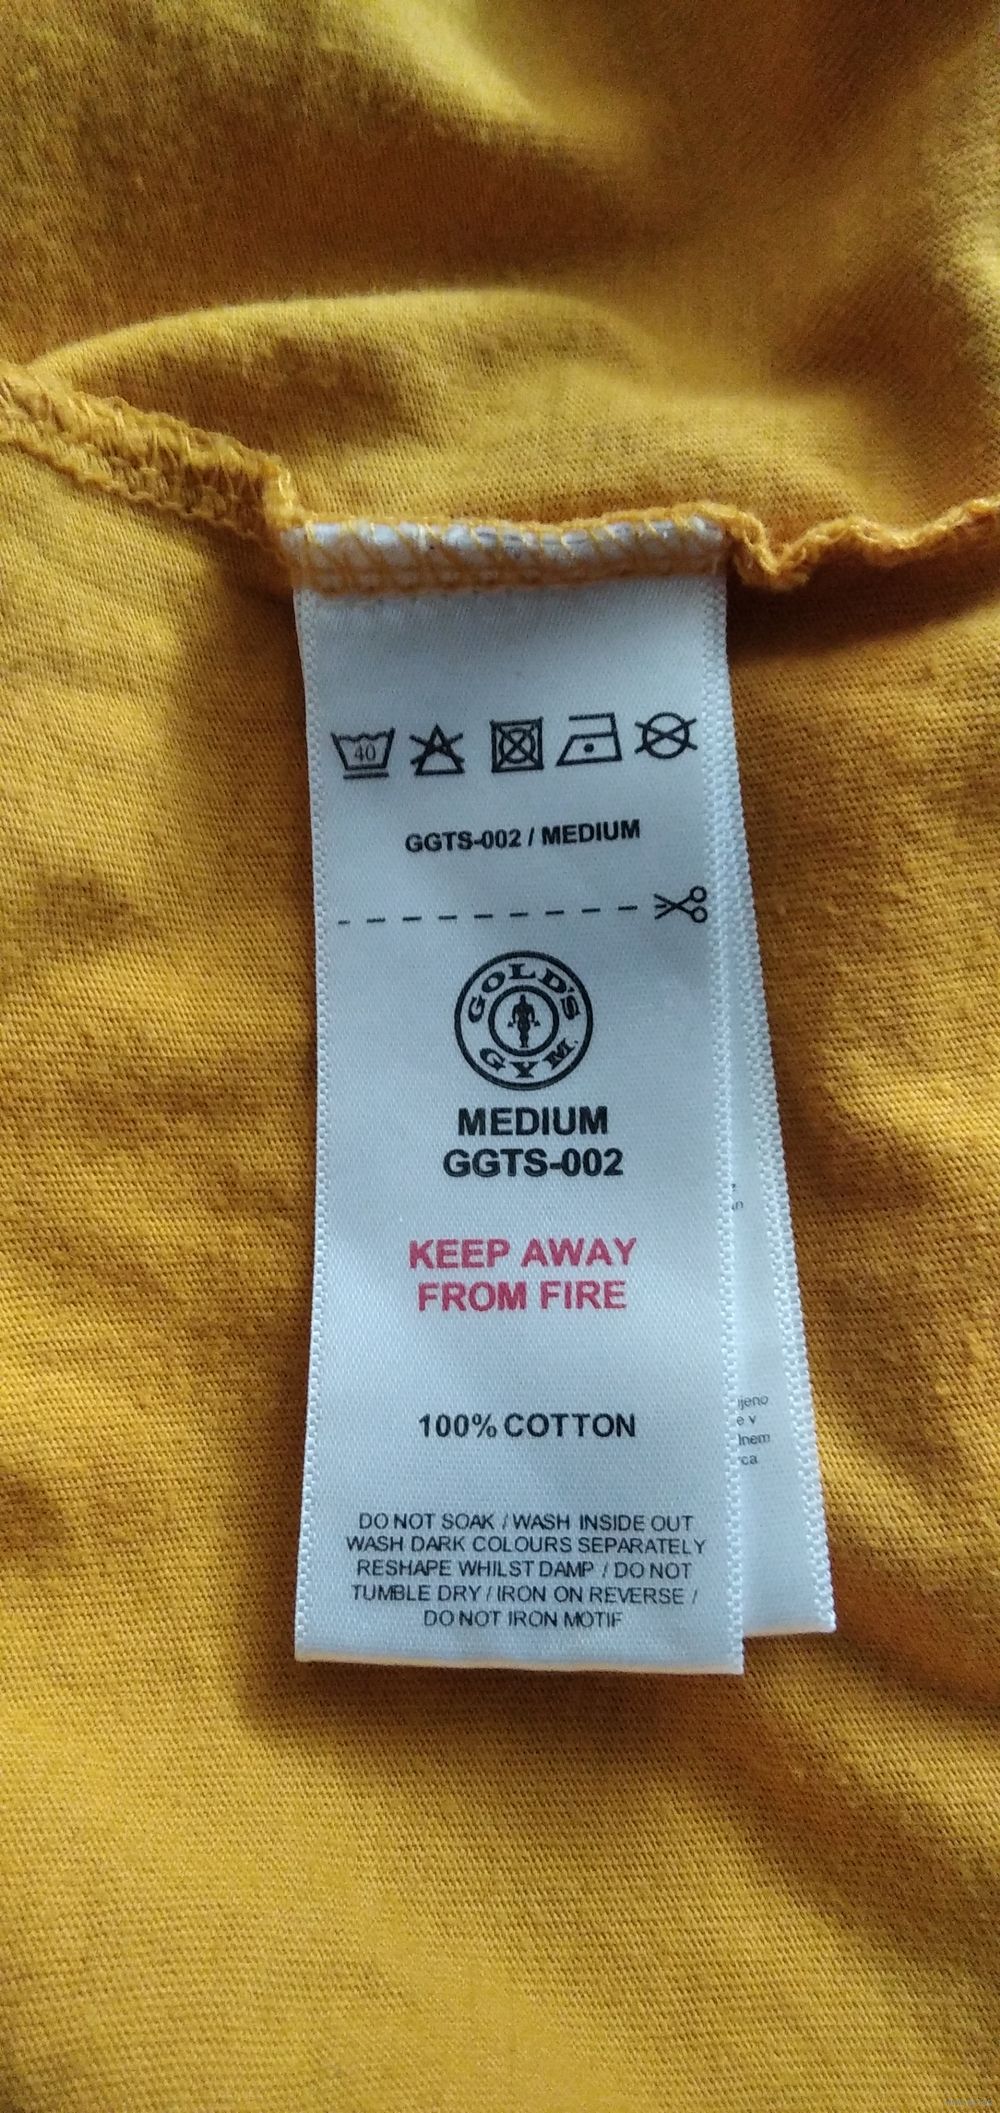 40
GGTS-002 / MEDIUM
GOLD'S
GYM
MEDIUM
GGTS-002
KEEP AWAY
FROM FIRE
100% COTTON
DO NOT SOAK / WASH INSIDE OUT
WASH DARK COLOURS SEPARATELY
RESHAPE WHILST DAMP / DO NOT
TUMBLE DRY / IRON ON REVERSE /
DO NOT IRON MOTIF